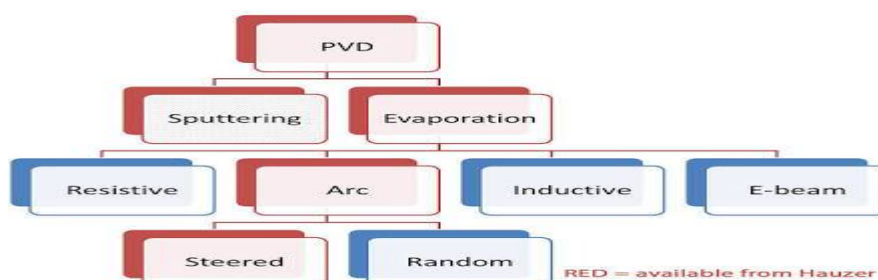 PVD
Sputtering
Evaporation
Resistive
Arc
Inductive
E-beam
Steered
Random
RED = available from Hauzer